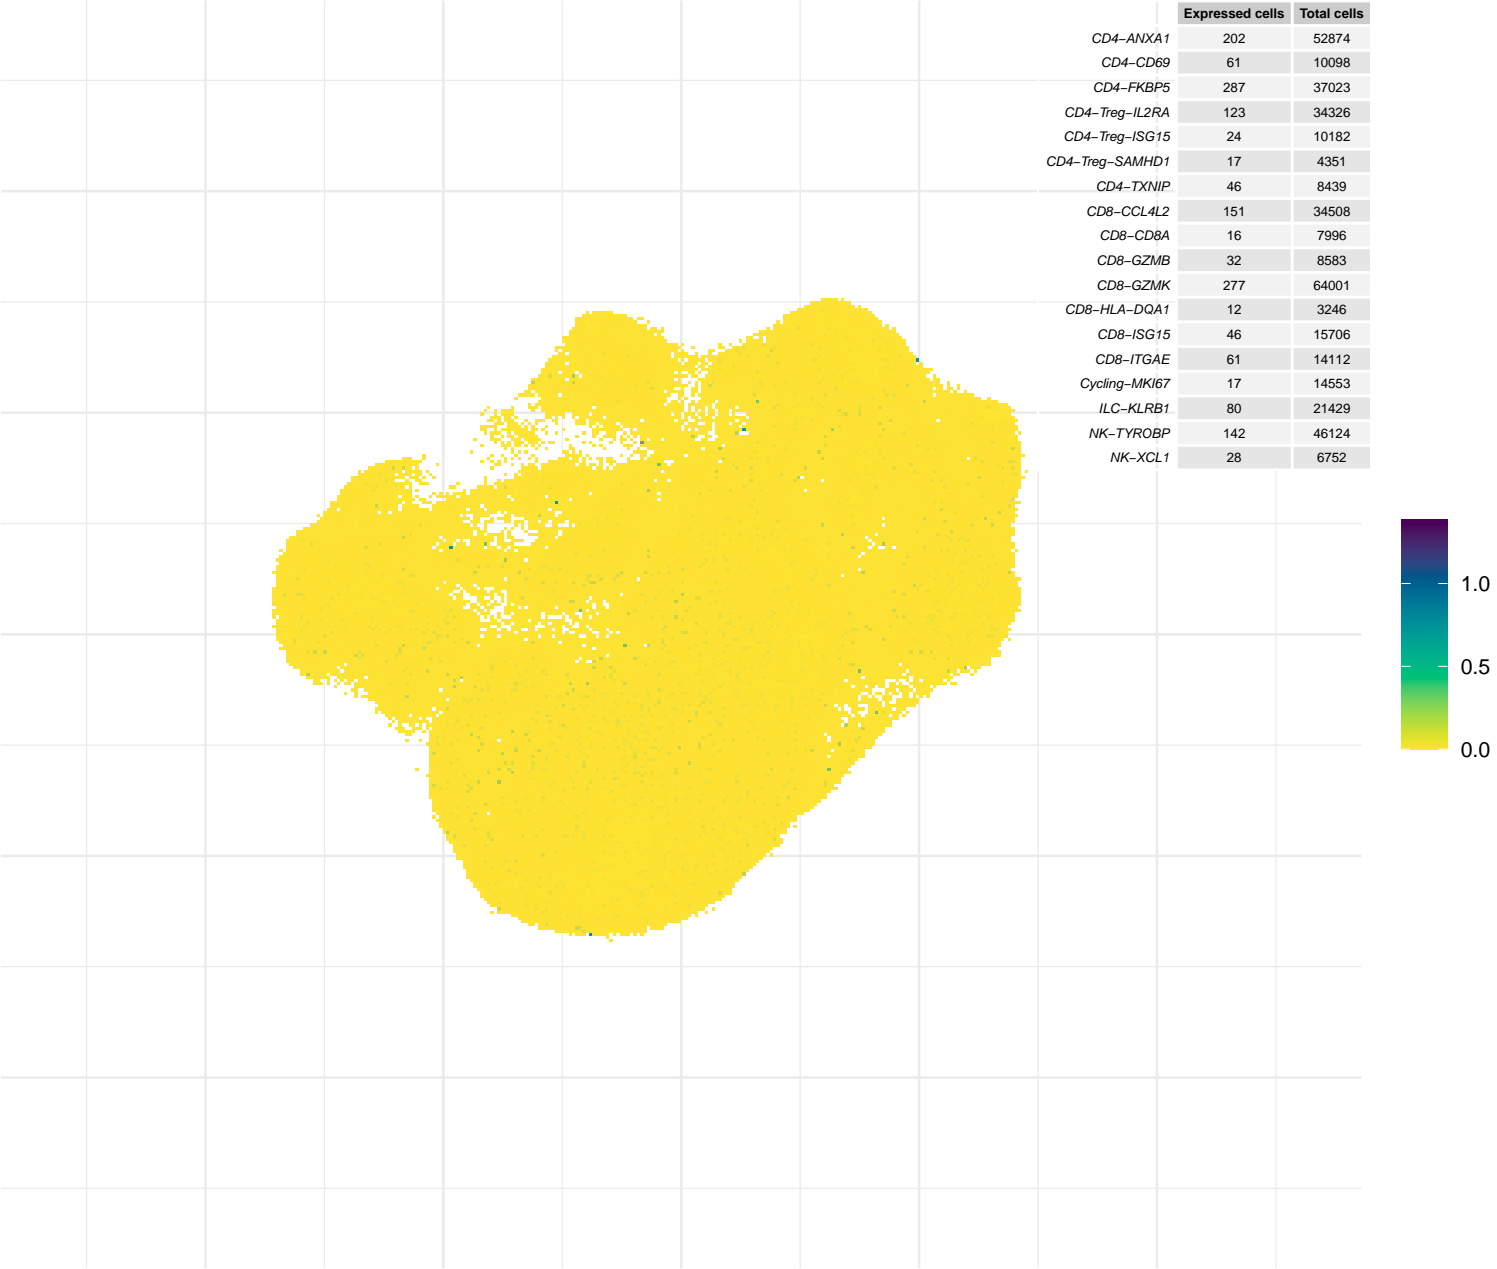 Expressed cells Total cells
CD4−ANXA1 202 52874
CD4−CD69 61 10098
CD4−FKBP5 287 37023
CD4−Treg−IL2RA 123 34326
CD4−Treg−ISG15 24 10182
CD4−Treg−SAMHD1 17 4351
CD4−TXNIP 46 8439
CD8−CCL4L2 151 34508
CD8−CD8A 16 7996
CD8−GZMB 32 8583
CD8−GZMK 277 64001
CD8−HLA−DQA1 12 3246
CD8−ISG15 46 15706
CD8−ITGAE 61 14112
Cycling−MKI67 17 14553
ILC−KLRB1 80 21429
NK−TYROBP 142 46124
NK−XCL1 28 6752
1.0
0.5
0.0